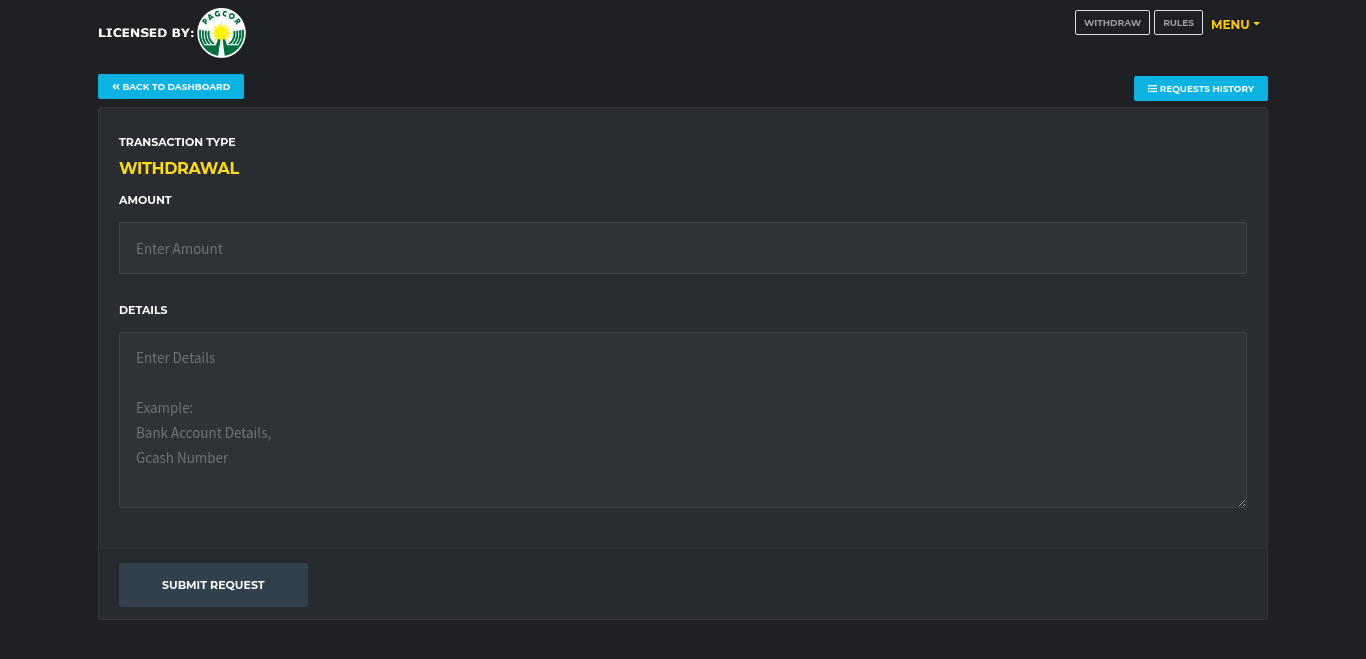 LICENSED BY:
PAGCOR
WITHDRAW
RULES
MENU
« BACK TO DASHBOARD
REQUESTS HISTORY
TRANSACTION TYPE
WITHDRAWAL
AMOUNT
Enter Amount
DETAILS
Enter Details
Example:
Bank Account Details,
Gcash Number
SUBMIT REQUEST